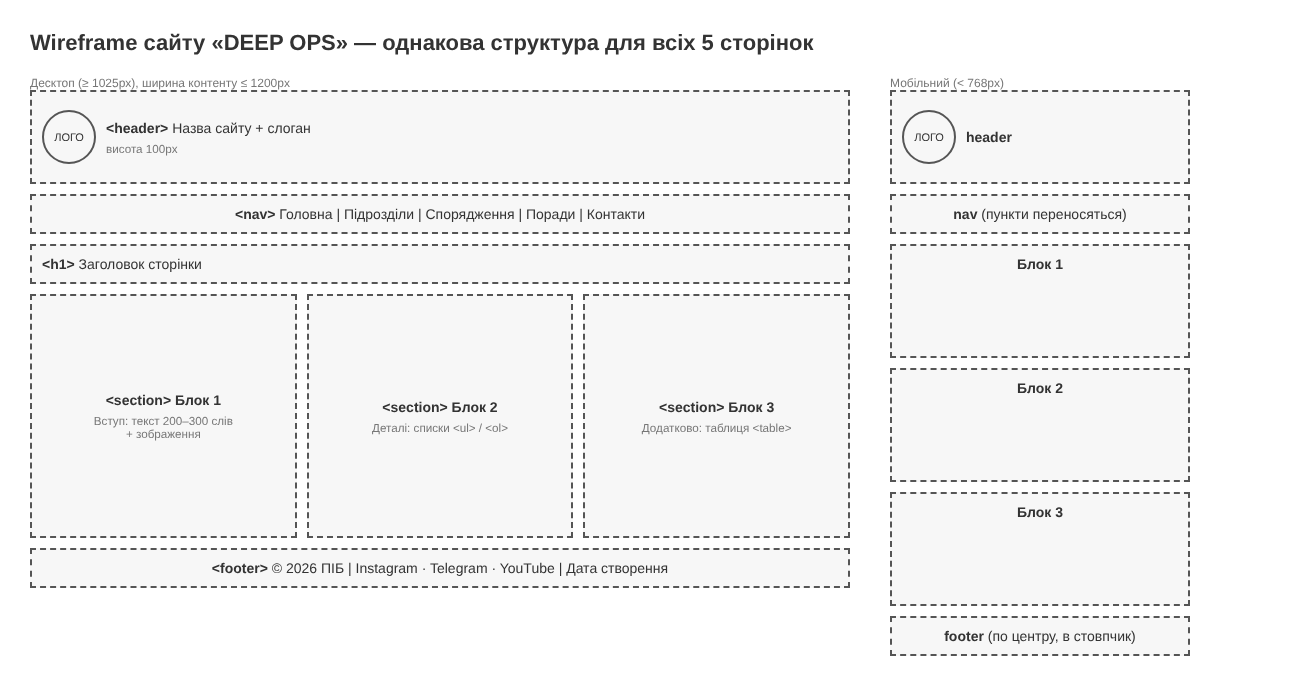 Wireframe сайту «DEEP OPS» — однакова структура для всіх 5 сторінок
Десктоп (≥ 1025px), ширина контенту ≤ 1200px
ЛОГО
<header> Назва сайту + слоган
висота 100px
<nav> Головна | Підрозділи | Спорядження | Поради | Контакти
<h1> Заголовок сторінки
<section> Блок 1
Вступ: текст 200–300 слів
+ зображення
<section> Блок 2
Деталі: списки <ul> / <ol>
<section> Блок 3
Додатково: таблиця <table>
<footer> © 2026 ПІБ | Instagram · Telegram · YouTube | Дата створення
Мобільний (< 768px)
ЛОГО
header
nav (пункти переносяться)
Блок 1
Блок 2
Блок 3
footer (по центру, в стовпчик)